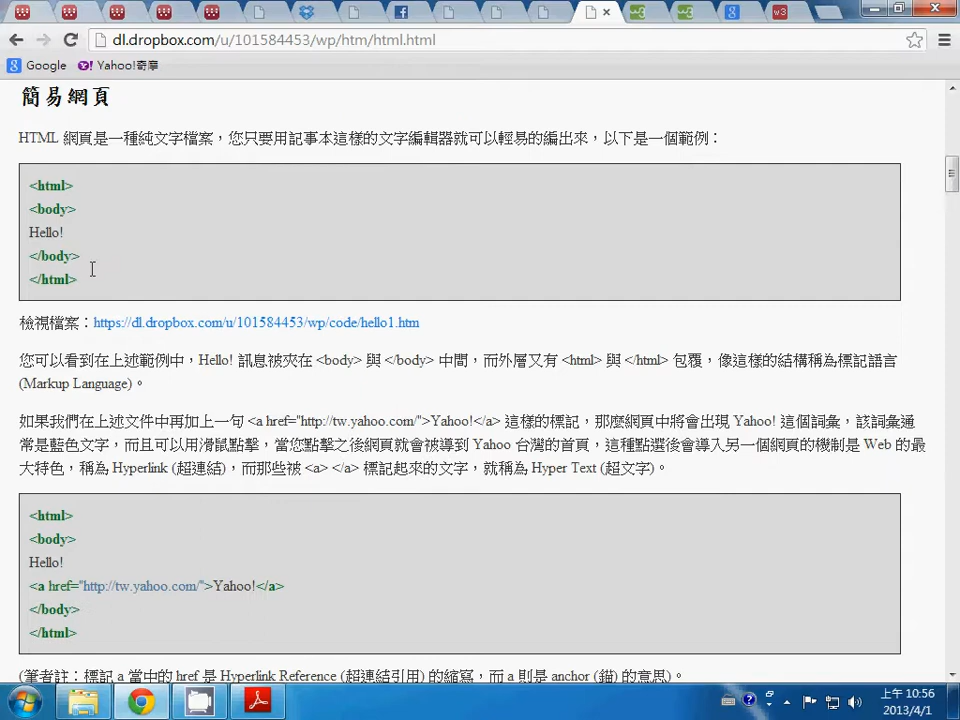 w3
dl.dropbox.com/u/101584453/wp/htm/html.html
Google Yahoo!奇摩
簡易網頁
HTML 網頁是一種純文字檔案，您只要用記事本這樣的文字編輯器就可以輕易的編出來，以下是一個範例：
<html>
<body>
Hello!
</body>
</html>
檢視檔案：https://dl.dropbox.com/u/101584453/wp/code/hello1.htm
您可以看到在上述範例中，Hello! 訊息被夾在 <body> 與 </body> 中間，而外層又有 <html> 與 </html> 包覆，像這樣的結構稱為標記語言
(Markup Language)。
如果我們在上述文件中再加上一句 <a href="http://tw.yahoo.com/">Yahoo!</a> 這樣的標記，那麼網頁中將會出現 Yahoo! 這個詞彙，該詞彙通
常是藍色文字，而且可以用滑鼠點擊，當您點擊之後網頁就會被導到 Yahoo 台灣的首頁，這種點選後會導入另一個網頁的機制是 Web 的最
大特色，稱為 Hyperlink (超連結)，而那些被 <a> </a> 標記起來的文字，就稱為 Hyper Text (超文字)。
<html>
<body>
Hello!
<a href="http://tw.yahoo.com/">Yahoo!</a>
</body>
</html>
(筆者註：標記 a 當中的 href 是 Hyperlink Reference (超連結引用) 的縮寫，而 a 則是 anchor (錨) 的意思)。
上午 10:56
2013/4/1